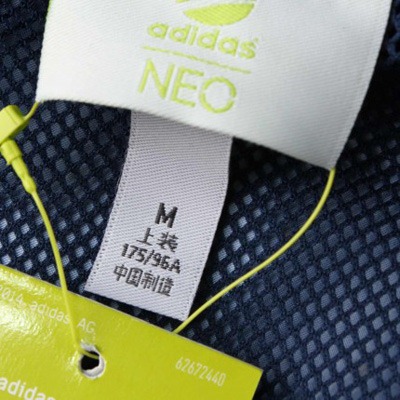 adidas
NEO
M
上装
175/96A
中国制造
2014 adidas AG.
62672440
adidas